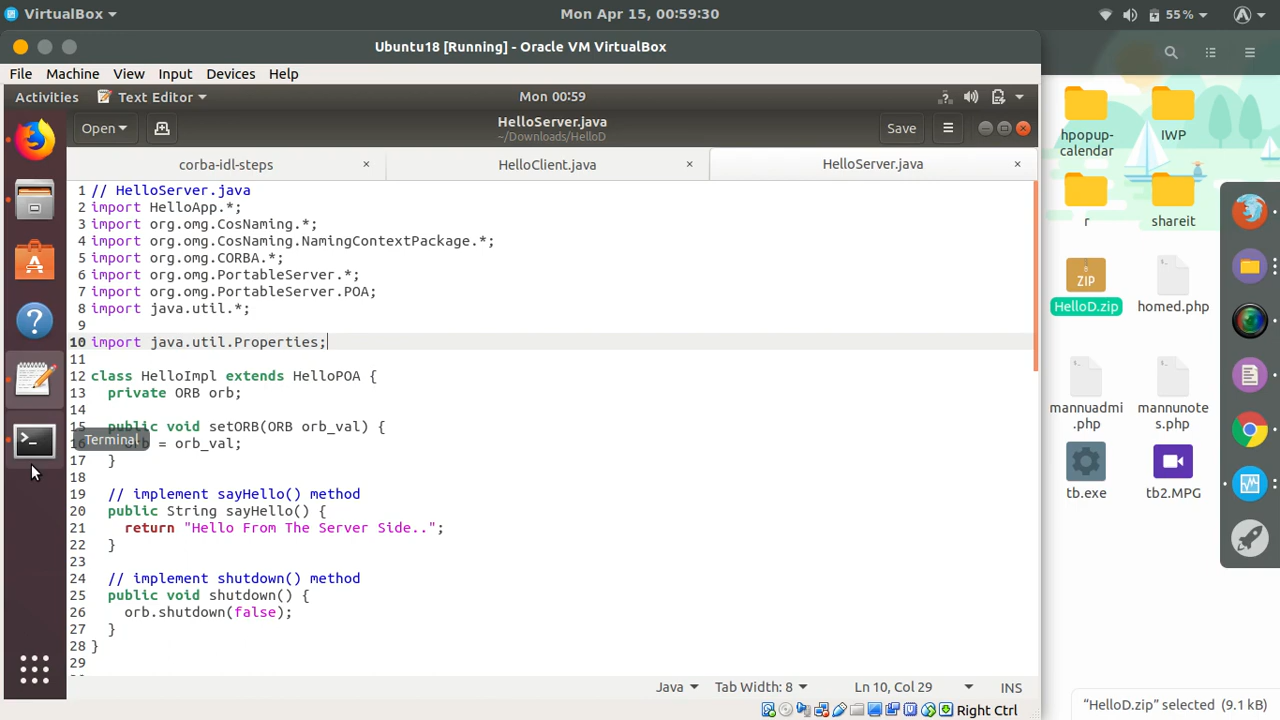 VirtualBox
Mon Apr 15, 00:59:30
55%
Ubuntu18 [Running] - Oracle VM VirtualBox
File Machine View Input Devices Help
Activities
Text Editor
Mon 00:59
Open
HelloServer.java
~/Downloads/HelloD
Save
corba-idl-steps
HelloClient.java
HelloServer.java
1 // HelloServer.java
2 import HelloApp.*;
3 import org.omg.CosNaming.*;
4 import org.omg.CosNaming.NamingContextPackage.*;
5 import org.omg.CORBA.*;
6 import org.omg.PortableServer.*;
7 import org.omg.PortableServer.POA;
8 import java.util.*;
9
10 import java.util.Properties;
11
12 class HelloImpl extends HelloPOA {
13 private ORB orb;
14
15 public void setORB(ORB orb_val) {
Terminal
= orb_val;
17 }
18
19 // implement sayHello() method
20 public String sayHello() {
21 return "Hello From The Server Side..";
22 }
23
24 // implement shutdown() method
25 public void shutdown() {
26 orb.shutdown(false);
27 }
28 }
29
Java
Tab Width: 8
Ln 10, Col 29
INS
Right Ctrl
hpopup-
calendar
IWP
r
shareit
ZIP
HelloD.zip
homed.php
mannuadmi
.php
mannunote
s.php
tb.exe
tb2.MPG
"HelloD.zip" selected (9.1 kB)